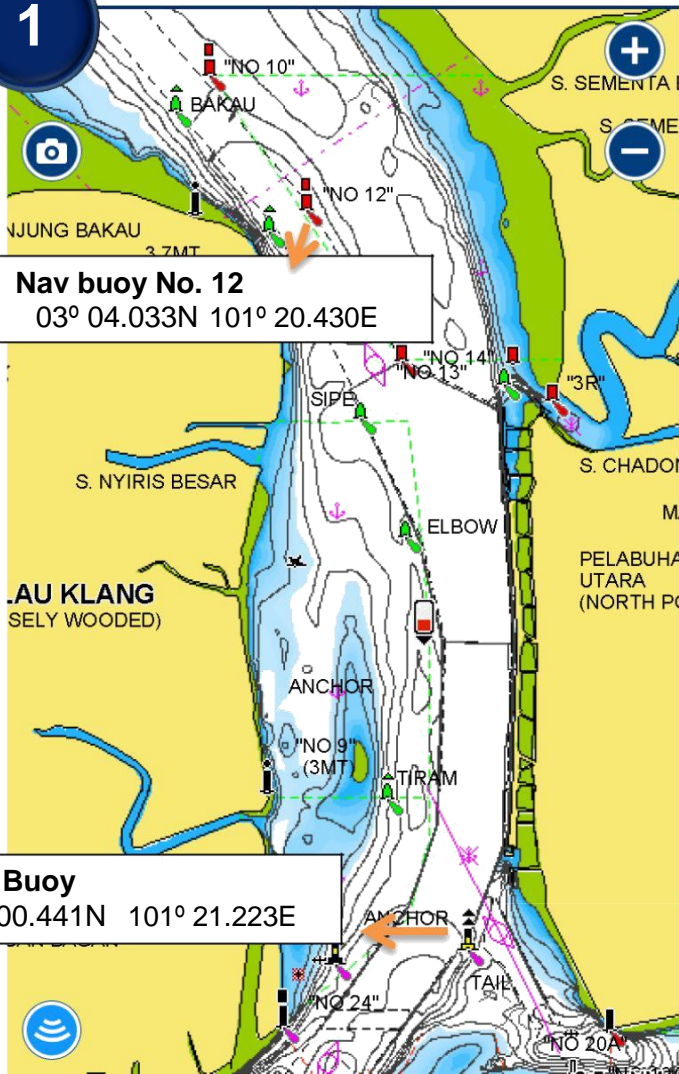 1
"NO 10"
BAKAU
S. SEMENTA
"NO 12"
NJUNG BAKAU
3.7MT
Nav buoy No. 12
03º 04.033N 101º 20.430E
"NO 14"
"NO 13"
"3R"
SIPE
S. CHADON
S. NYIRIS BESAR
ELBOW
PELABUHA
UTARA
(NORTH PO
LAU KLANG
SELY WOODED)
ANCHOR
"NO 9"
(3MT)
TIRAM
Buoy
00.441N 101º 21.223E
ANCHOR
TAIL
"NO 24"
"NO 20A"